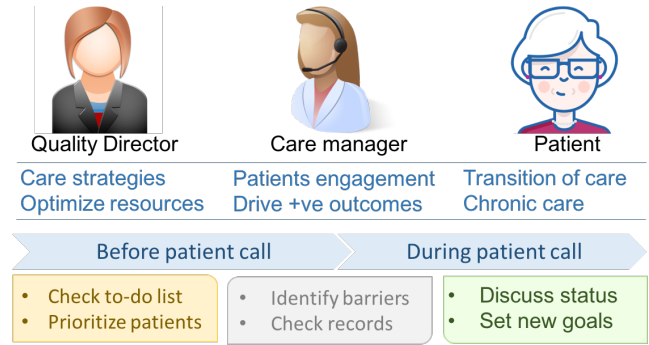 Quality Director
Care manager
Patient
Care strategies
Optimize resources
Patients engagement
Drive +ve outcomes
Transition of care
Chronic care
Before patient call
During patient call
• Check to-do list
• Prioritize patients
• Identify barriers
• Check records
• Discuss status
• Set new goals